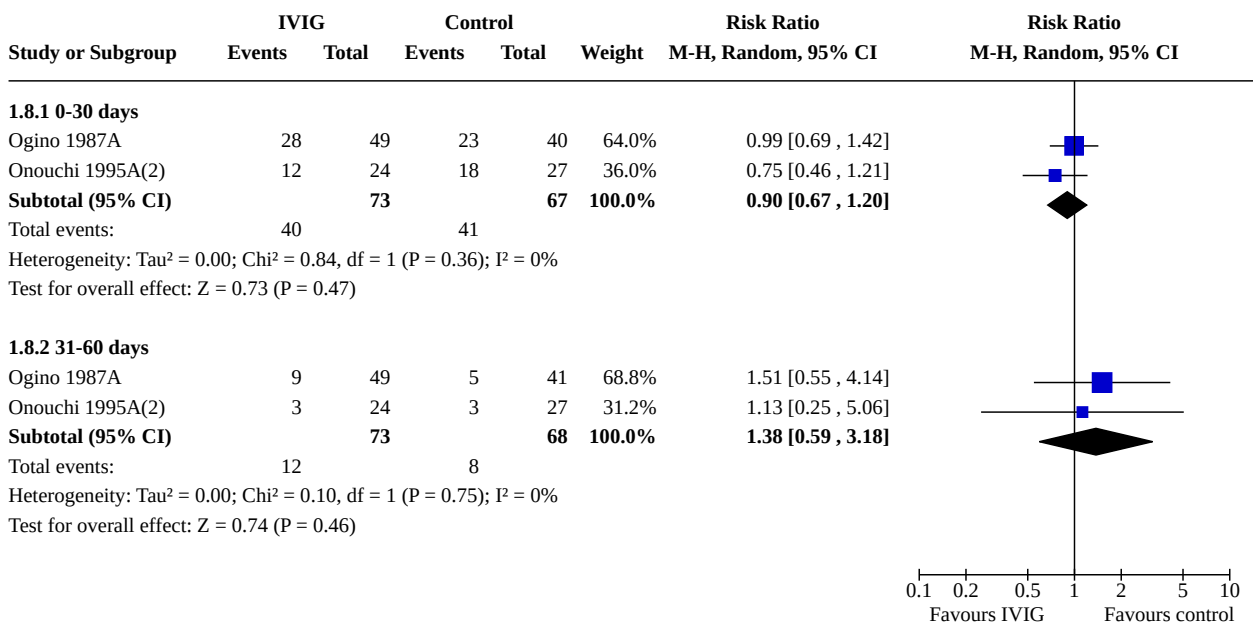 IVIG Control Risk Ratio Risk Ratio
Study or Subgroup Events Total Events Total Weight M-H, Random, 95% CI M-H, Random, 95% CI
1.8.1 0-30 days
Ogino 1987A 28 49 23 40 64.0% 0.99 [0.69 , 1.42]
Onouchi 1995A(2) 12 24 18 27 36.0% 0.75 [0.46 , 1.21]
Subtotal (95% CI) 73 67 100.0% 0.90 [0.67 , 1.20]
Total events: 40 41
Heterogeneity: Tau² = 0.00; Chi² = 0.84, df = 1 (P = 0.36); I² = 0%
Test for overall effect: Z = 0.73 (P = 0.47)
1.8.2 31-60 days
Ogino 1987A 9 49 5 41 68.8% 1.51 [0.55 , 4.14]
Onouchi 1995A(2) 3 24 3 27 31.2% 1.13 [0.25 , 5.06]
Subtotal (95% CI) 73 68 100.0% 1.38 [0.59 , 3.18]
Total events: 12 8
Heterogeneity: Tau² = 0.00; Chi² = 0.10, df = 1 (P = 0.75); I² = 0%
Test for overall effect: Z = 0.74 (P = 0.46)
0.1 0.2 0.5 1 2 5 10
Favours IVIG Favours control